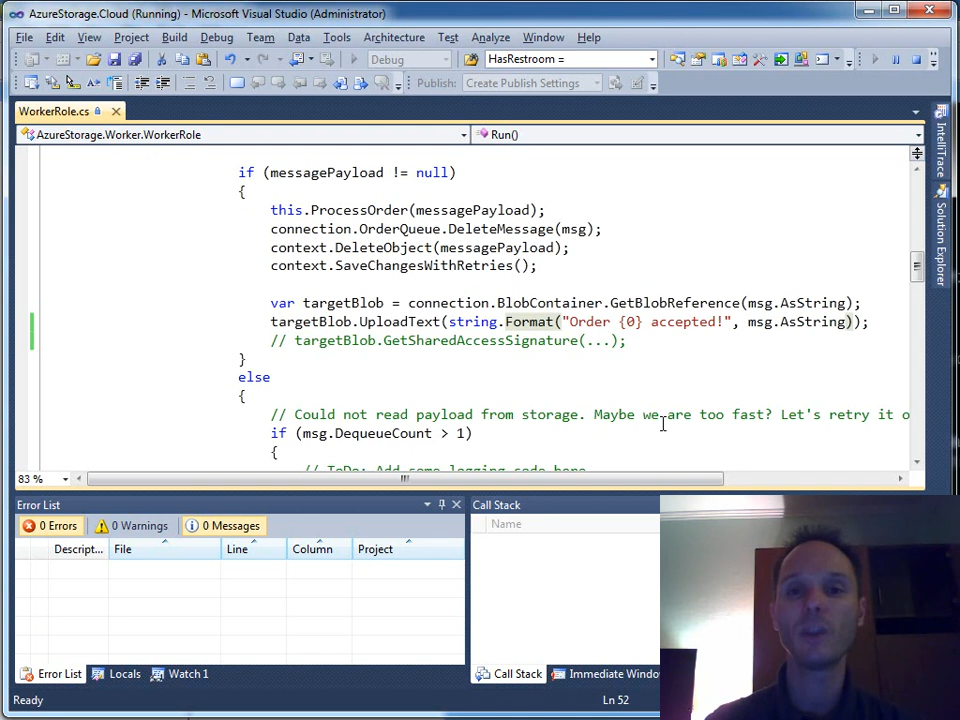 AzureStorage.Cloud (Running) - Microsoft Visual Studio (Administrator)
File Edit View Project Build Debug Team Data Tools Architecture Test Analyze Window Help
Debug HasRestroom =
Publish: Create Publish Settings
WorkerRole.cs
AzureStorage.Worker.WorkerRole Run()
if (messagePayload != null)
{
this.ProcessOrder(messagePayload);
connection.OrderQueue.DeleteMessage(msg);
context.DeleteObject(messagePayload);
context.SaveChangesWithRetries();
var targetBlob = connection.BlobContainer.GetBlobReference(msg.AsString);
targetBlob.UploadText(string.Format("Order {0} accepted!", msg.AsString));
// targetBlob.GetSharedAccessSignature(...);
}
else
{
// Could not read payload from storage. Maybe we are too fast? Let's retry it o
if (msg.DequeueCount > 1)
{
// ToDo: Add some logging code here
83 %
IntelliTrace
Solution Explorer
Error List
0 Errors 0 Warnings 0 Messages
Descript... File Line Column Project
Error List Locals Watch 1
Call Stack
Name
Call Stack Immediate Windo
Ready Ln 52